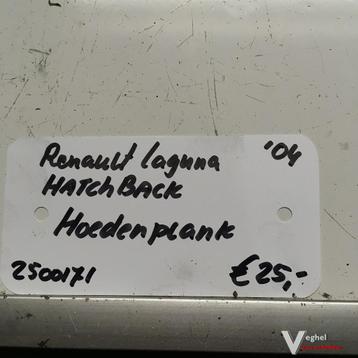 Renault laguna '04
HATCHBACK
Hoedenplank
2500171 €25,-
Veghel